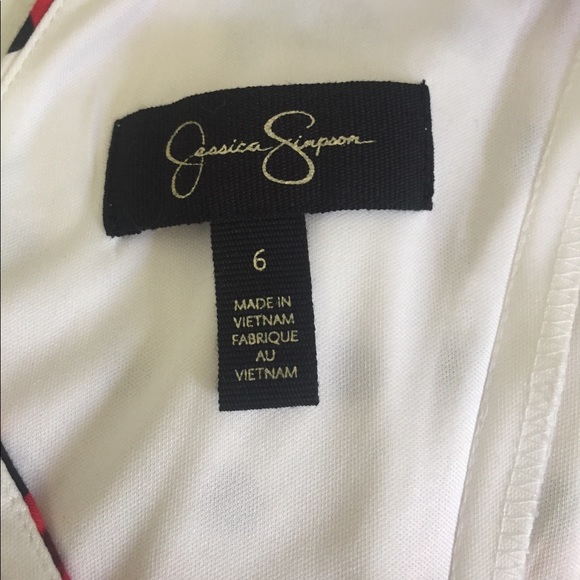 Jessica Simpson
6
MADE IN
VIETNAM
FABRIQUE
AU
VIETNAM